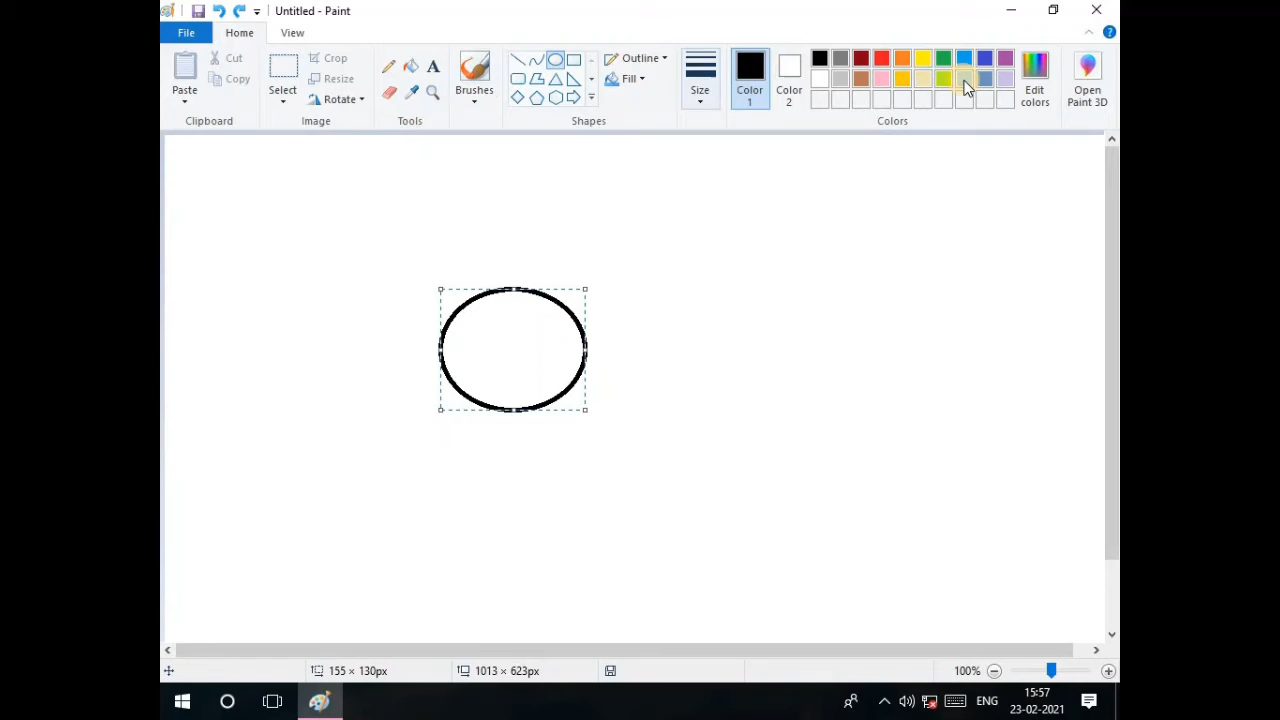 Untitled - Paint
File Home View
Paste
Cut
Copy
Clipboard
Select
Crop
Resize
Rotate
Image
A
Tools
Brushes
Shapes
Outline
Fill
Size
Color 1
Color 2
Colors
Edit colors
Open Paint 3D
155 × 130px
1013 × 623px
100%
ENG
15:57
23-02-2021